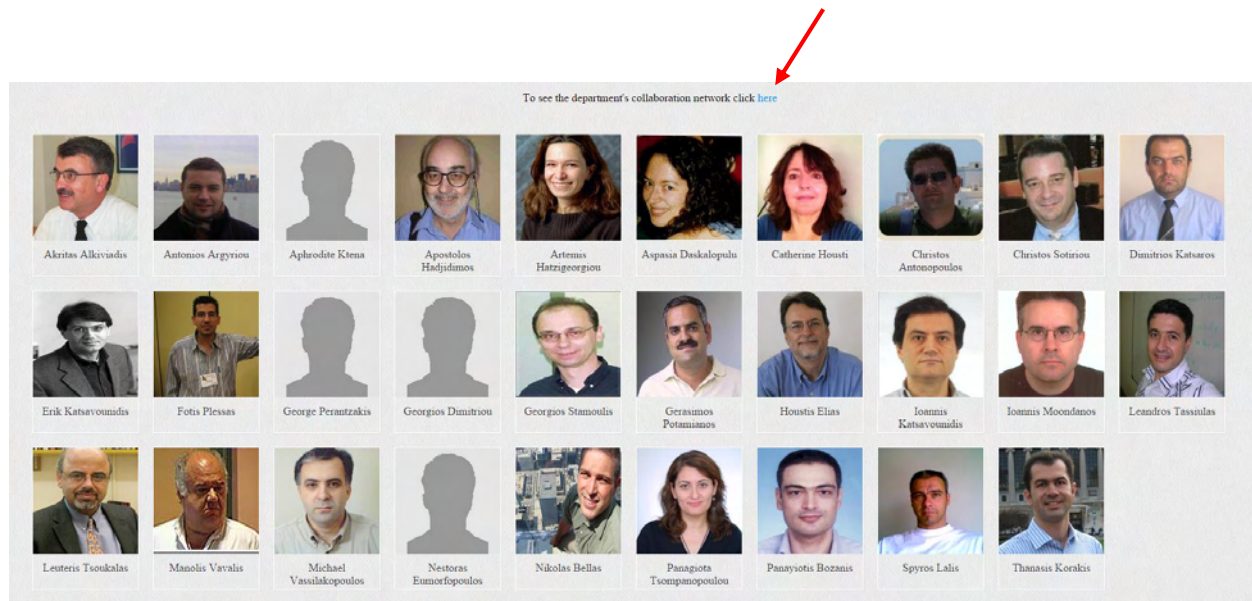 To see the department's collaboration network click here
Akritas Alkiviadis
Antonios Argyriou
Aphrodite Ktena
Apostolos
Hadjidimos
Artemis
Hatzigeorgiou
Aspasia Daskalopulu
Catherine Housti
Christos
Antonopoulos
Christos Sotiriou
Dimitrios Katsaros
Erik Katsavounidis
Fotis Plessas
George Perantzakis
Georgios Dimitriou
Georgios Stamoulis
Gerasimos
Potamianos
Houstis Elias
Ioannis
Katsavounidis
Ioannis Moondanos
Leandros Tassiulas
Leuteris Tsoukalas
Manolis Vavalis
Michael
Vassilakopoulos
Nestoras
Eumorfopoulos
Nikolas Bellas
Panagiota
Tsompanopoulou
Panayiotis Bozanis
Spyros Lalis
Thanasis Korakis